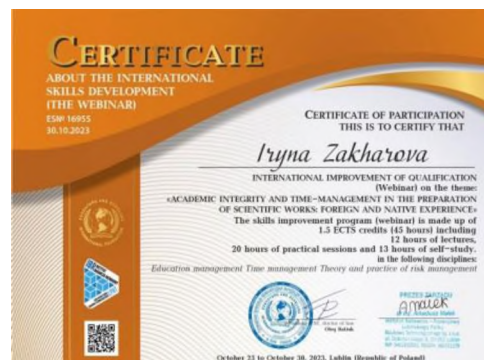 CERTIFICATE
ABOUT THE INTERNATIONAL
SKILLS DEVELOPMENT
(THE WEBINAR)
ES№ 16955
30.10.2023
CERTIFICATE OF PARTICIPATION
THIS IS TO CERTIFY THAT
Iryna Zakharova
INTERNATIONAL IMPROVEMENT OF QUALIFICATION
(Webinar) on the theme:
«ACADEMIC INTEGRITY AND TIME-MANAGEMENT IN THE PREPARATION
OF SCIENTIFIC WORKS: FOREIGN AND NATIVE EXPERIENCE»
The skills improvement program (webinar) is made up of
1.5 ECTS credits (45 hours) including
12 hours of lectures,
20 hours of practical sessions and 13 hours of self-study.
in the following disciplines:
Education management Time management Theory and practice of risk management
PREZES ZARZĄDU
October 23 to October 30, 2023, Lublin (Republic of Poland)